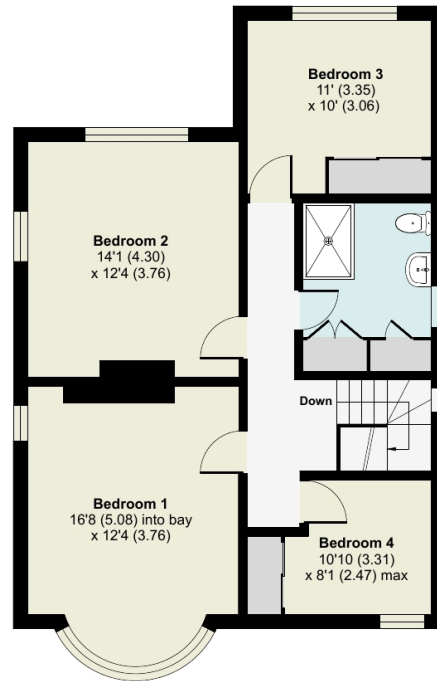 Bedroom 3
11' (3.35)
x 10' (3.06)
Bedroom 2
14'1 (4.30)
x 12'4 (3.76)
Down
Bedroom 1
16'8 (5.08) into bay
x 12'4 (3.76)
Bedroom 4
10'10 (3.31)
x 8'1 (2.47) max